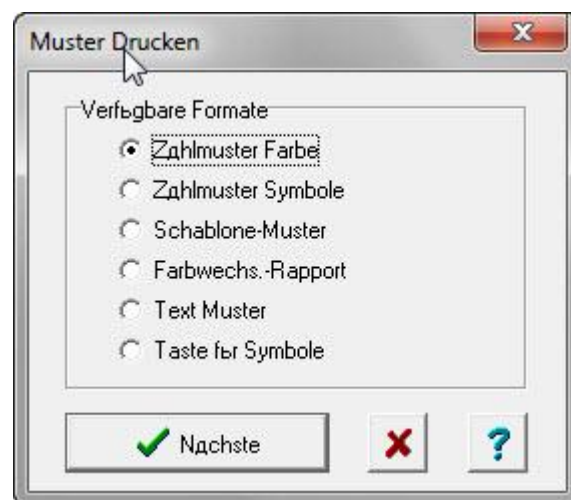 Muster Drucken
Verfьgbare Formate
Zдhlmuster Farbe
Zдhlmuster Symbole
Schablone-Muster
Farbwechs.-Rapport
Text Muster
Taste fьr Symbole
Nдchste